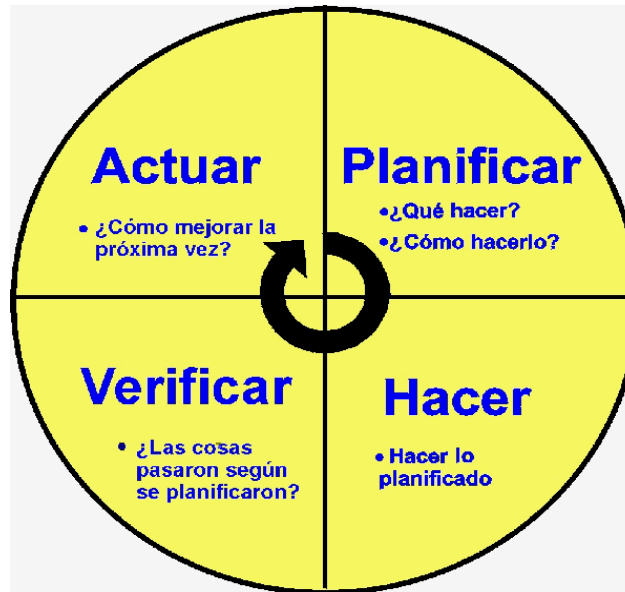 Actuar
• ¿Cómo mejorar la
próxima vez?
Planificar
•¿Qué hacer?
•¿Cómo hacerlo?
Verificar
• ¿Las cosas
pasaron según
se planificaron?
Hacer
• Hacer lo
planificado